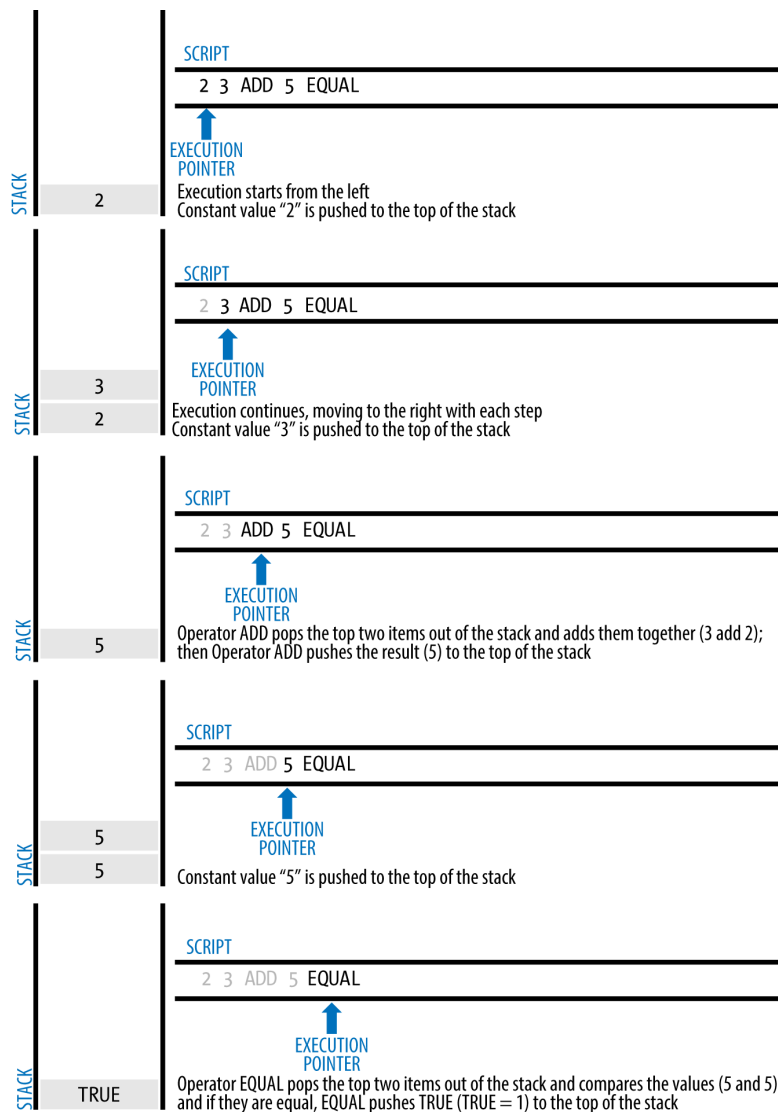 SCRIPT
2 3 ADD 5 EQUAL
EXECUTION
POINTER
STACK
2
Execution starts from the left
Constant value “2” is pushed to the top of the stack
SCRIPT
2 3 ADD 5 EQUAL
EXECUTION
POINTER
STACK
3
2
Execution continues, moving to the right with each step
Constant value “3” is pushed to the top of the stack
SCRIPT
2 3 ADD 5 EQUAL
EXECUTION
POINTER
STACK
5
Operator ADD pops the top two items out of the stack and adds them together (3 add 2);
then Operator ADD pushes the result (5) to the top of the stack
SCRIPT
2 3 ADD 5 EQUAL
EXECUTION
POINTER
STACK
5
5
Constant value “5” is pushed to the top of the stack
SCRIPT
2 3 ADD 5 EQUAL
EXECUTION
POINTER
STACK
TRUE
Operator EQUAL pops the top two items out of the stack and compares the values (5 and 5)
and if they are equal, EQUAL pushes TRUE (TRUE = 1) to the top of the stack